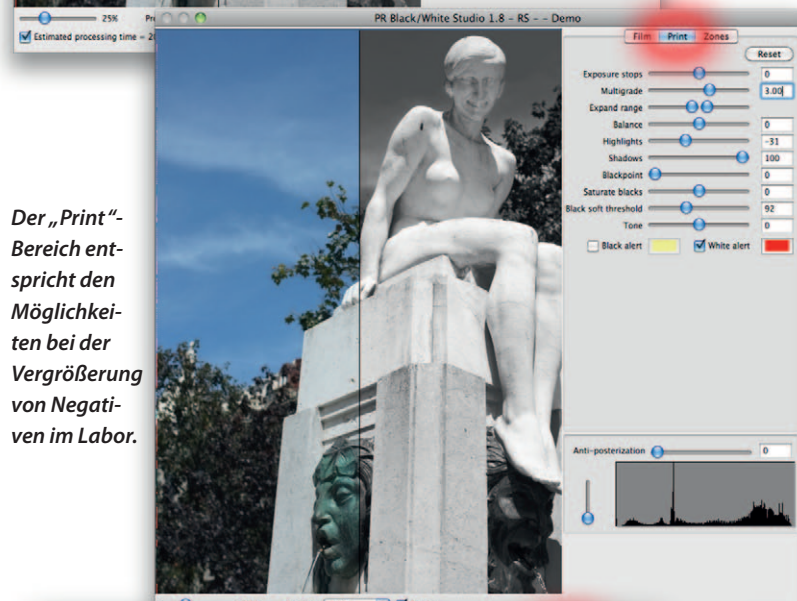 25%
Estimated processing time = 20
PR Black/White Studio 1.8 - RS - - Demo
Film Print Zones
Reset
Exposure stops 0
Multigrade 3.00
Expand range
Balance 0
Highlights -31
Shadows 100
Blackpoint 0
Saturate blacks 0
Black soft threshold 92
Tone 0
Black alert White alert
Der „Print“-
Bereich ent-
spricht den
Möglichkei-
ten bei der
Vergrößerung
von Negati-
ven im Labor.
Anti-posterization 0